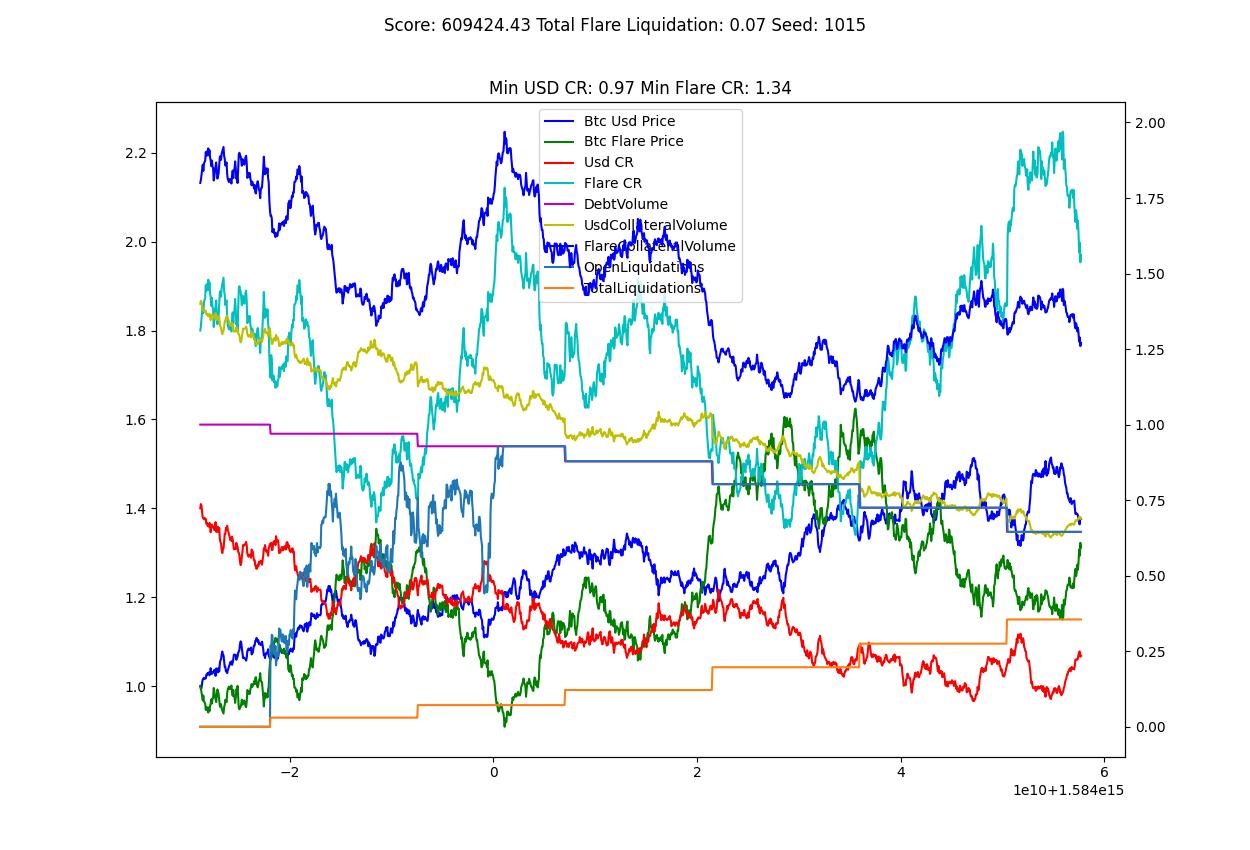 Score: 609424.43 Total Flare Liquidation: 0.07 Seed: 1015
Min USD CR: 0.97 Min Flare CR: 1.34
Btc Usd Price
Btc Flare Price
Usd CR
Flare CR
DebtVolume
UsdCollateralVolume
FlareCollateralVolume
OpenLiquidations
TotalLiquidations
2.2
2.0
1.8
1.6
1.4
1.2
1.0
2.00
1.75
1.50
1.25
1.00
0.75
0.50
0.25
0.00
−2
0
2
4
6
1e10+1.584e15